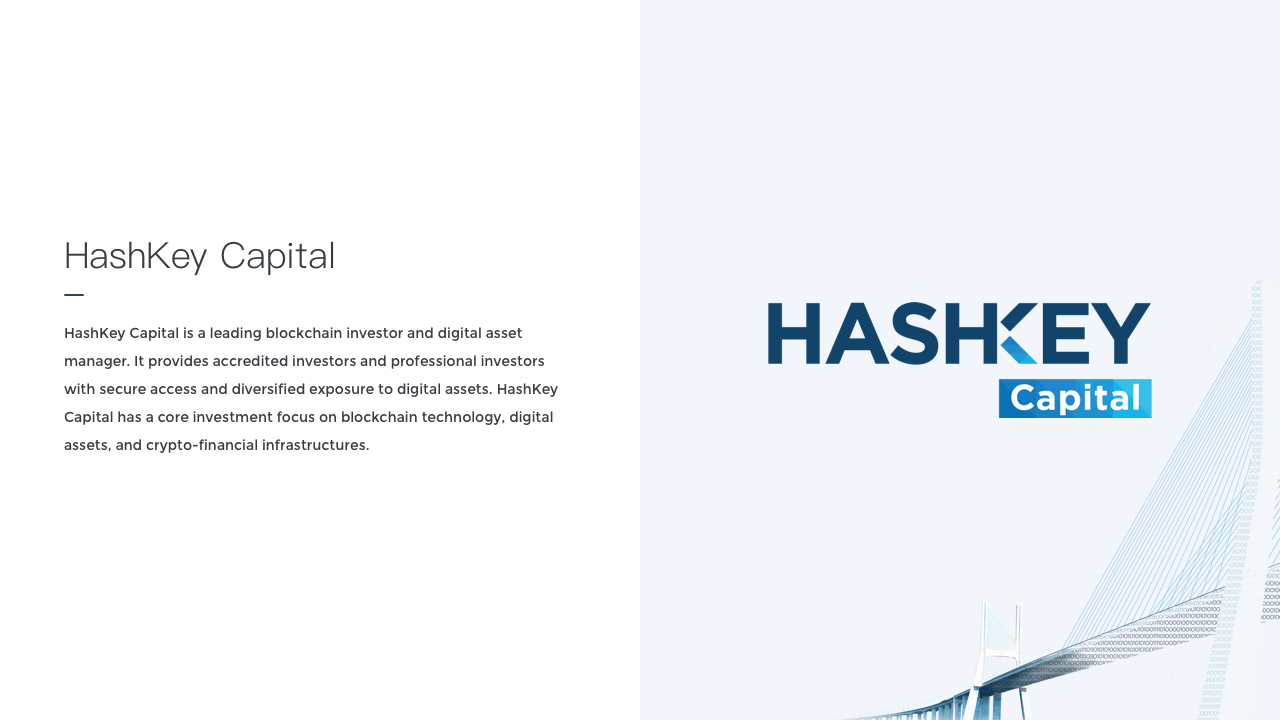 HashKey Capital
HashKey Capital is a leading blockchain investor and digital asset
manager. It provides accredited investors and professional investors
with secure access and diversified exposure to digital assets. HashKey
Capital has a core investment focus on blockchain technology, digital
assets, and crypto-financial infrastructures.
HASHKEY
Capital